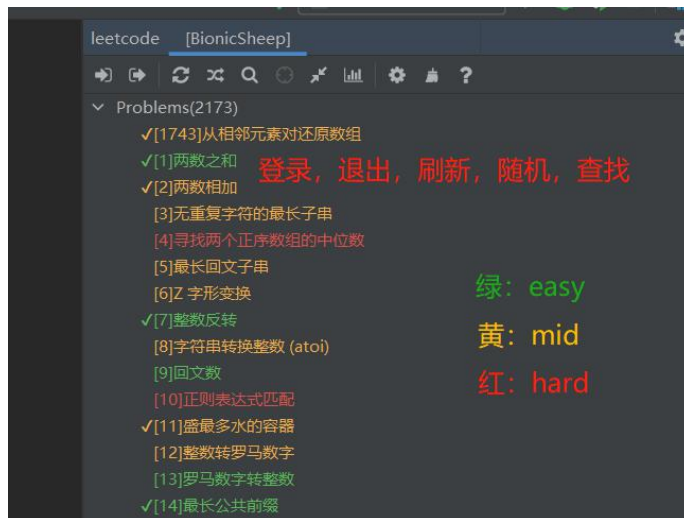 leetcode [BionicSheep]
?
Problems(2173)
✓[1743]从相邻元素对还原数组
✓[1]两数之和
登录，退出，刷新，随机，查找
✓[2]两数相加
[3]无重复字符的最长子串
[4]寻找两个正序数组的中位数
[5]最长回文子串
绿：easy
[6]Z 字形变换
✓[7]整数反转
黄：mid
[8]字符串转换整数 (atoi)
[9]回文数
红：hard
[10]正则表达式匹配
✓[11]盛最多水的容器
[12]整数转罗马数字
[13]罗马数字转整数
✓[14]最长公共前缀